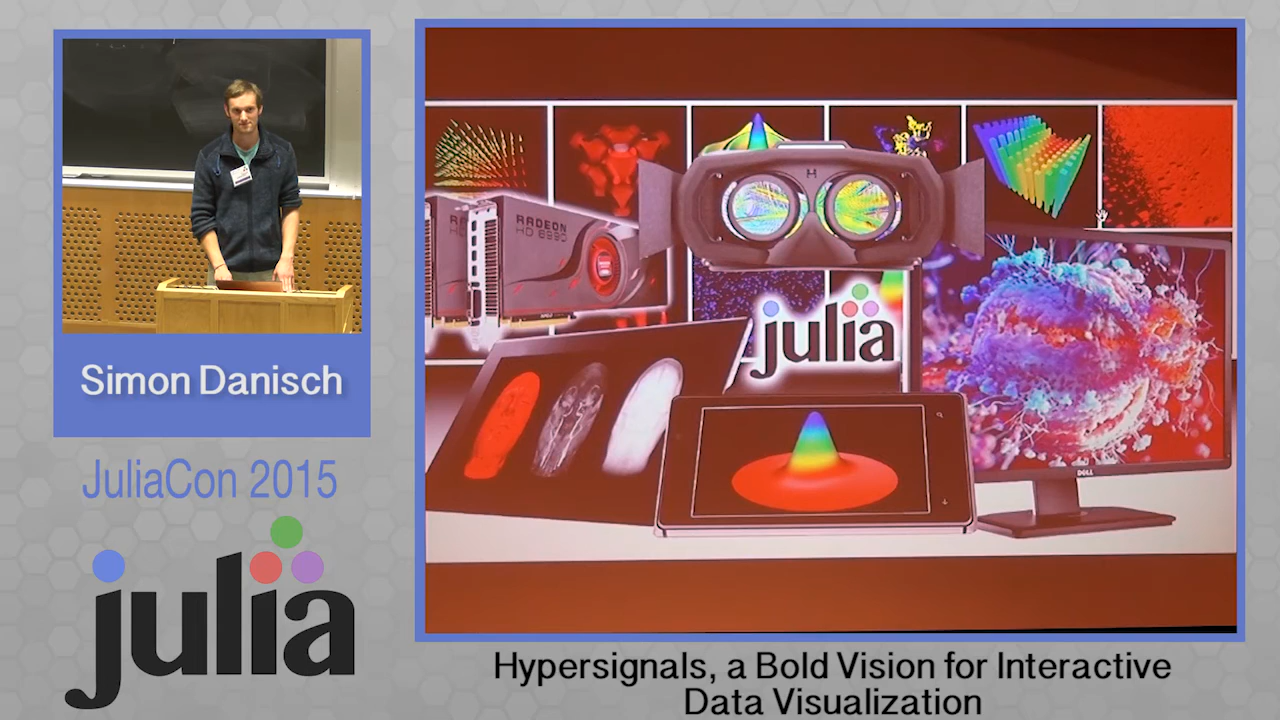 Simon Danisch
JuliaCon 2015
julia
RADEON
HD 6990
H
julia
DELL
Hypersignals, a Bold Vision for Interactive
Data Visualization